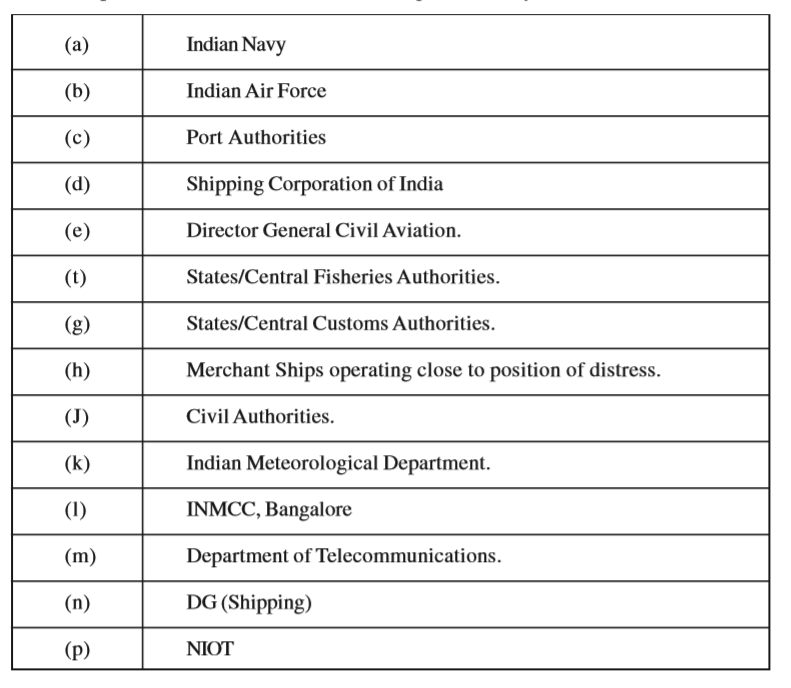 (a) Indian Navy
(b) Indian Air Force
(c) Port Authorities
(d) Shipping Corporation of India
(e) Director General Civil Aviation.
(t) States/Central Fisheries Authorities.
(g) States/Central Customs Authorities.
(h) Merchant Ships operating close to position of distress.
(J) Civil Authorities.
(k) Indian Meteorological Department.
(l) INMCC, Bangalore
(m) Department of Telecommunications.
(n) DG (Shipping)
(p) NIOT